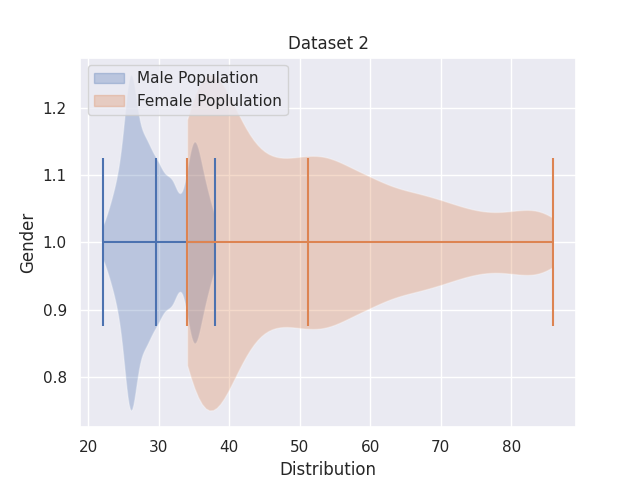 Dataset 2
Male Population
Female Poplulation
1.2
1.1
1.0
0.9
0.8
Gender
20 30 40 50 60 70 80
Distribution